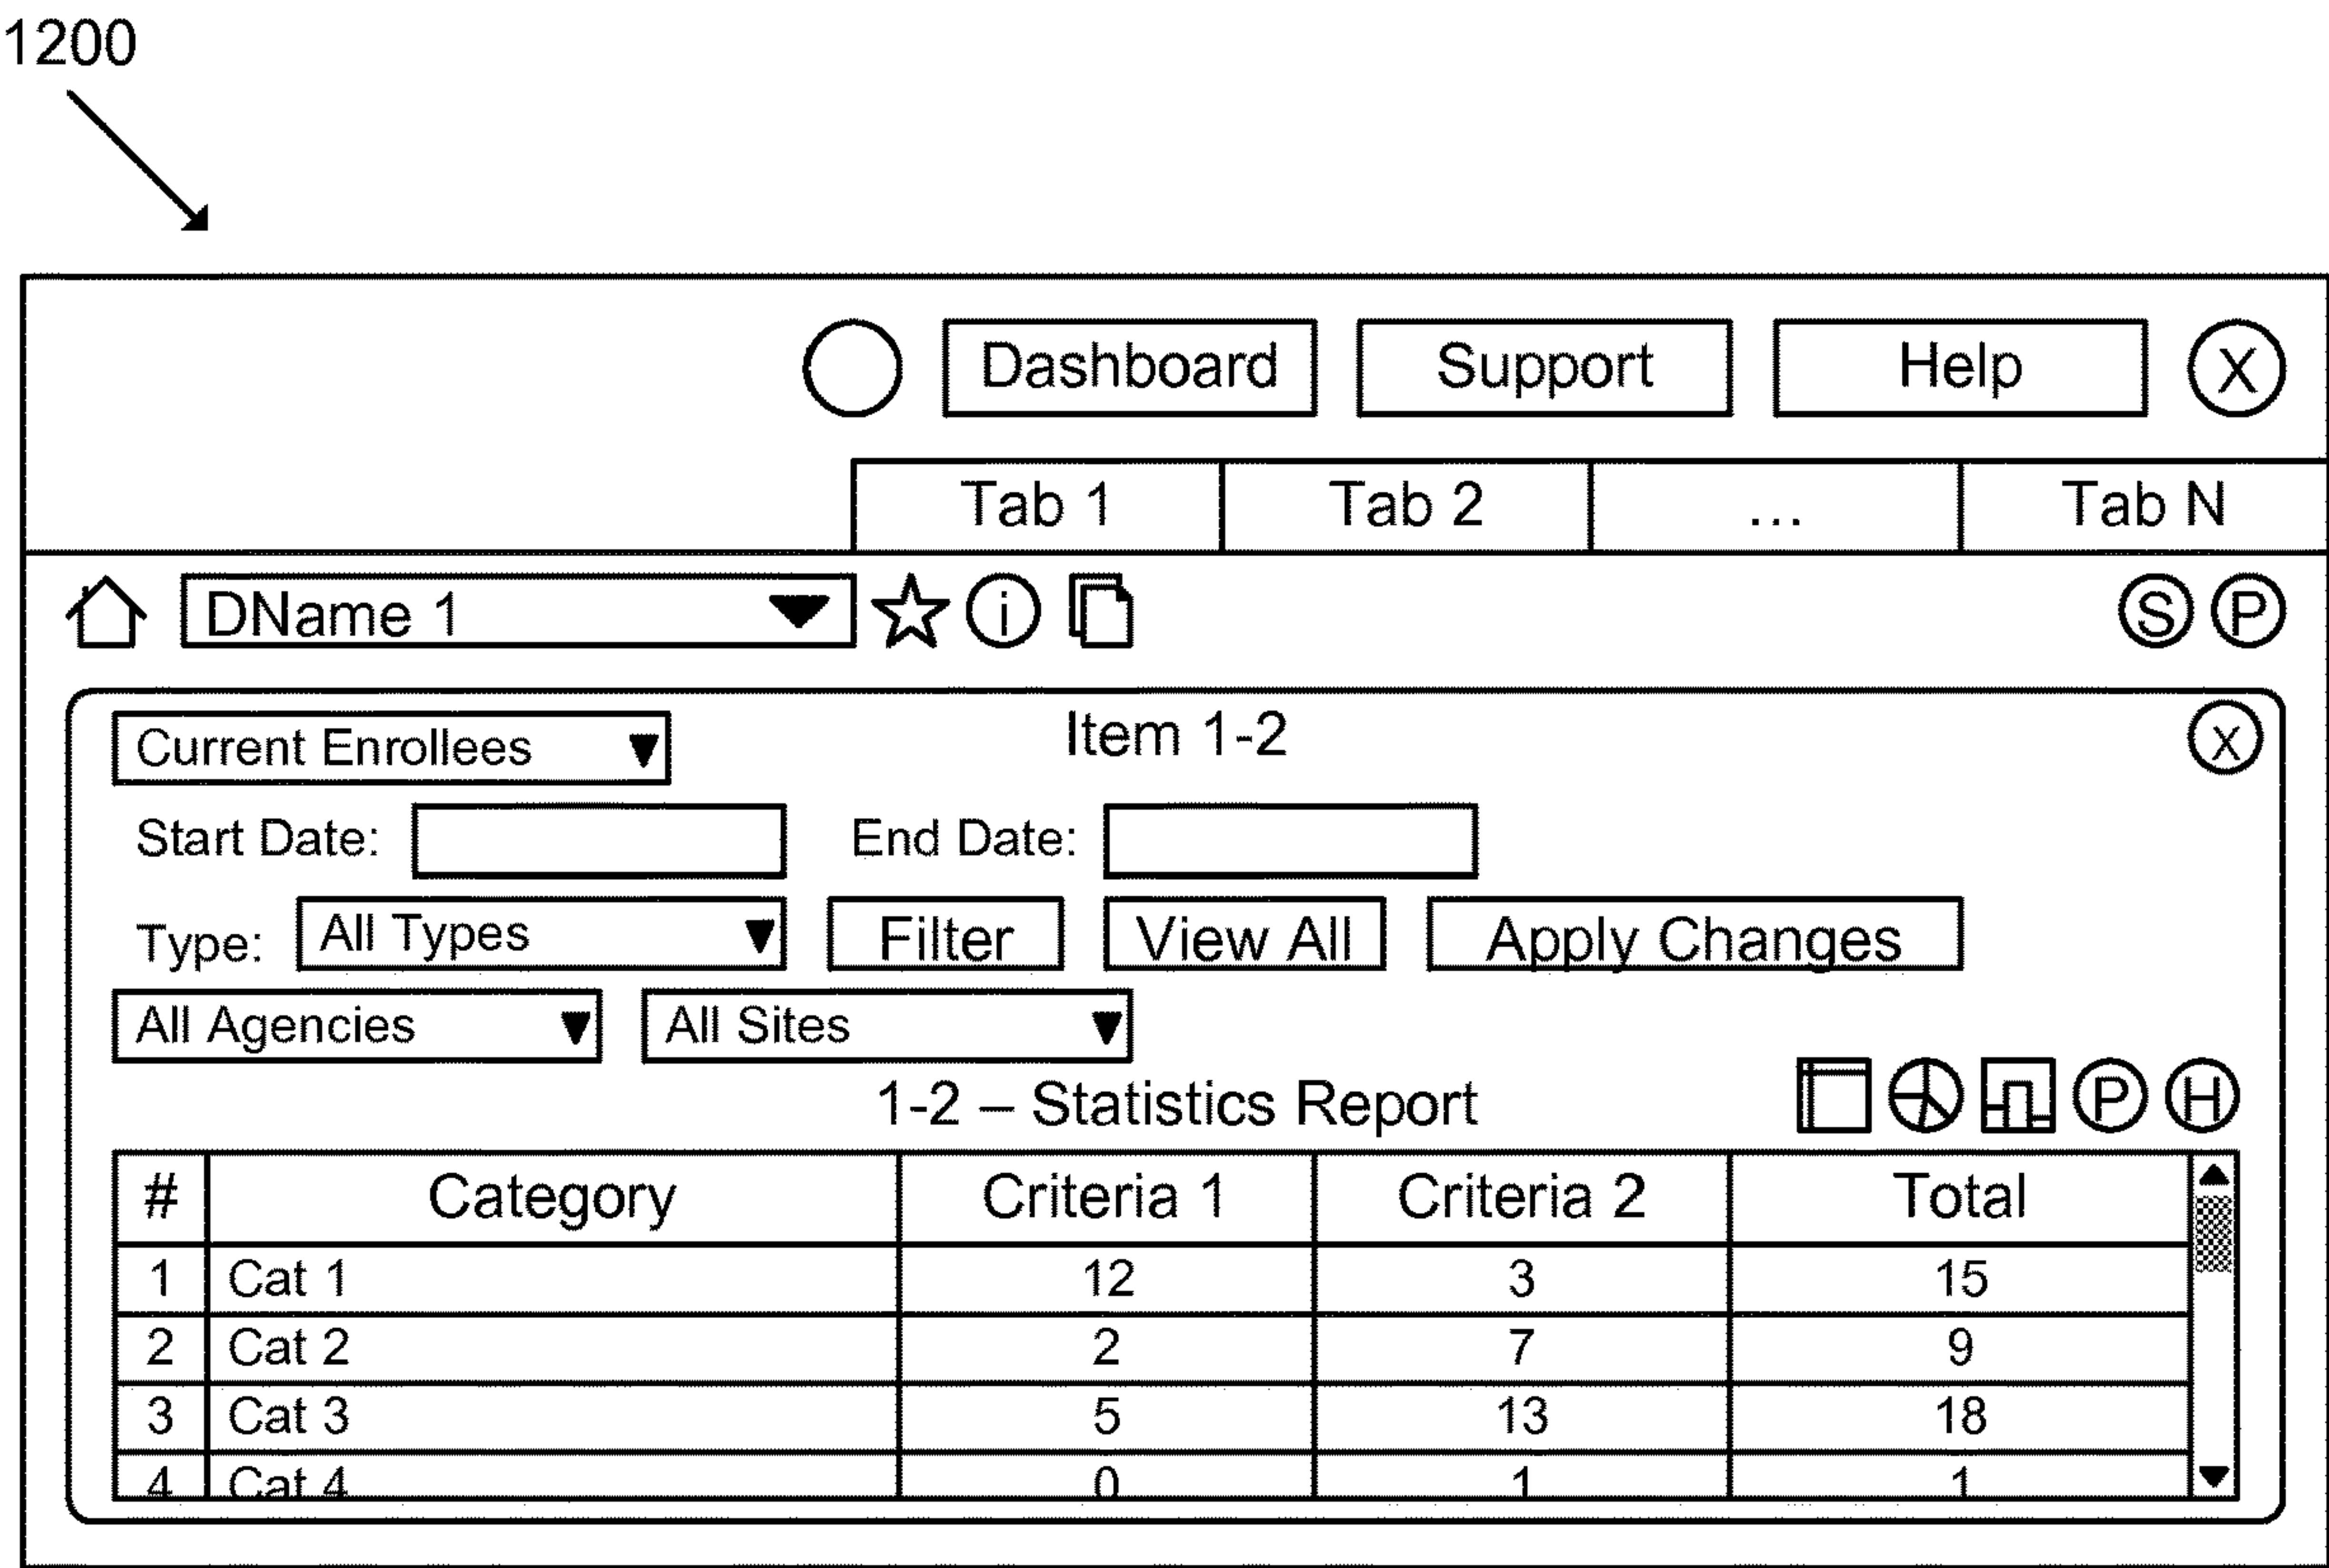 1200
Dashboard Support Help X
Tab 1 Tab 2 ... Tab N
DName 1 i S P
Current Enrollees Item 1-2 X
Start Date: End Date:
Type: All Types Filter View All Apply Changes
All Agencies All Sites
1-2 – Statistics Report P H
# Category Criteria 1 Criteria 2 Total
1 Cat 1 12 3 15
2 Cat 2 2 7 9
3 Cat 3 5 13 18
4 Cat 4 0 1 1